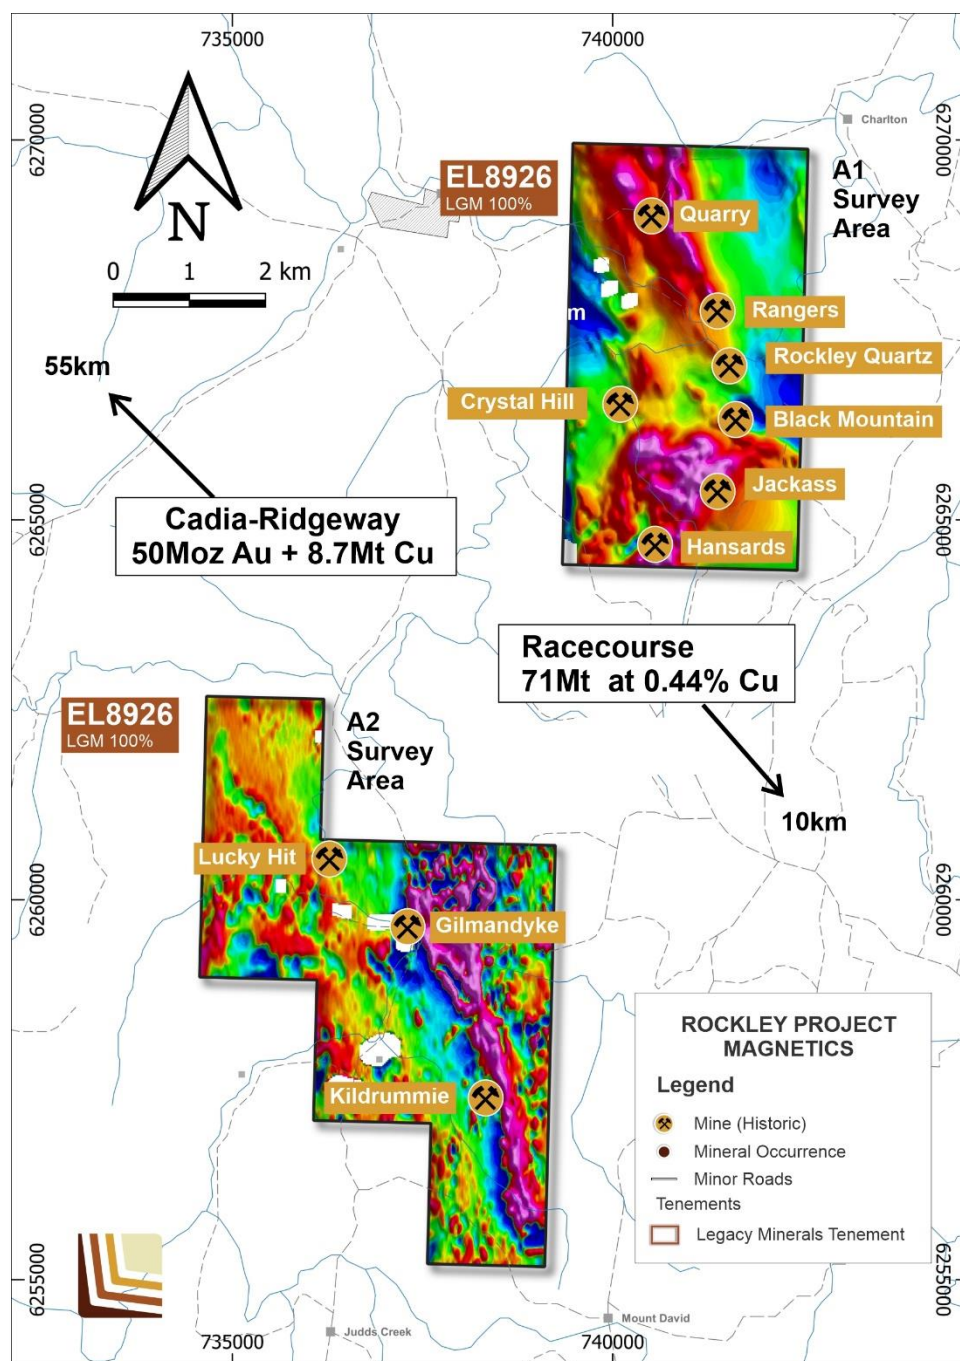 735000
740000
6270000
6270000
Charlton
EL8926
LGM 100%
A1
Survey
Area
Quarry
N
0 1 2 km
m
Rangers
Rockley Quartz
55km
Crystal Hill
Black Mountain
Jackass
Cadia-Ridgeway
50Moz Au + 8.7Mt Cu
6265000
6265000
Hansards
Racecourse
71Mt at 0.44% Cu
EL8926
LGM 100%
A2
Survey
Area
10km
Lucky Hit
6260000
6260000
Gilmandyke
ROCKLEY PROJECT
MAGNETICS
Legend
Mine (Historic)
Mineral Occurrence
Minor Roads
Tenements
Legacy Minerals Tenement
Kildrummie
6255000
6255000
Judds Creek
Mount David
735000
740000